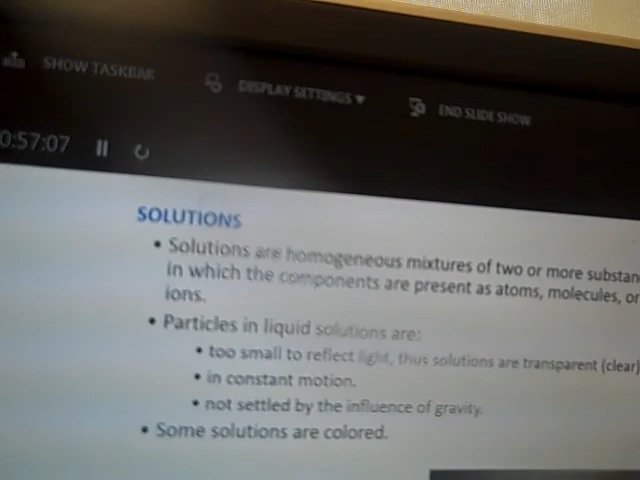 SHOW TASKBAR
DISPLAY SETTINGS ▼
END SLIDE SHOW
0:57:07
SOLUTIONS
• Solutions are homogeneous mixtures of two or more substan
in which the components are present as atoms, molecules, or
ions.
• Particles in liquid solutions are:
• too small to reflect light, thus solutions are transparent (clear)
• in constant motion.
• not settled by the influence of gravity.
• Some solutions are colored.